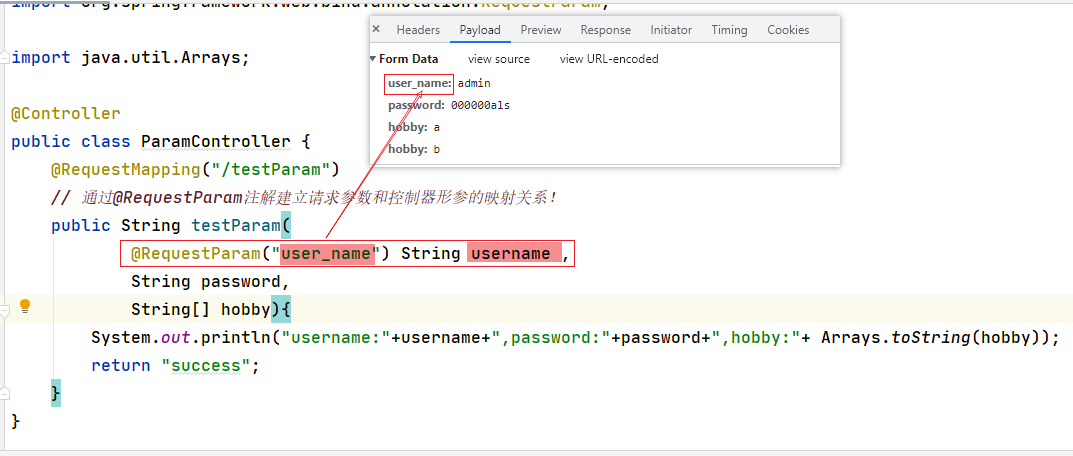 import org.springframework.web.bind.annotation.RequestParam;
Headers Payload Preview Response Initiator Timing Cookies
Form Data view source view URL-encoded
user_name: admin
password: 000000als
hobby: a
hobby: b
import java.util.Arrays;
@Controller
public class ParamController {
@RequestMapping("/testParam")
// 通过@RequestParam注解建立请求参数和控制器形参的映射关系！
public String testParam(
@RequestParam("user_name") String username ,
String password,
String[] hobby){
System.out.println("username:"+username+",password:"+password+",hobby:"+ Arrays.toString(hobby));
return "success";
}
}